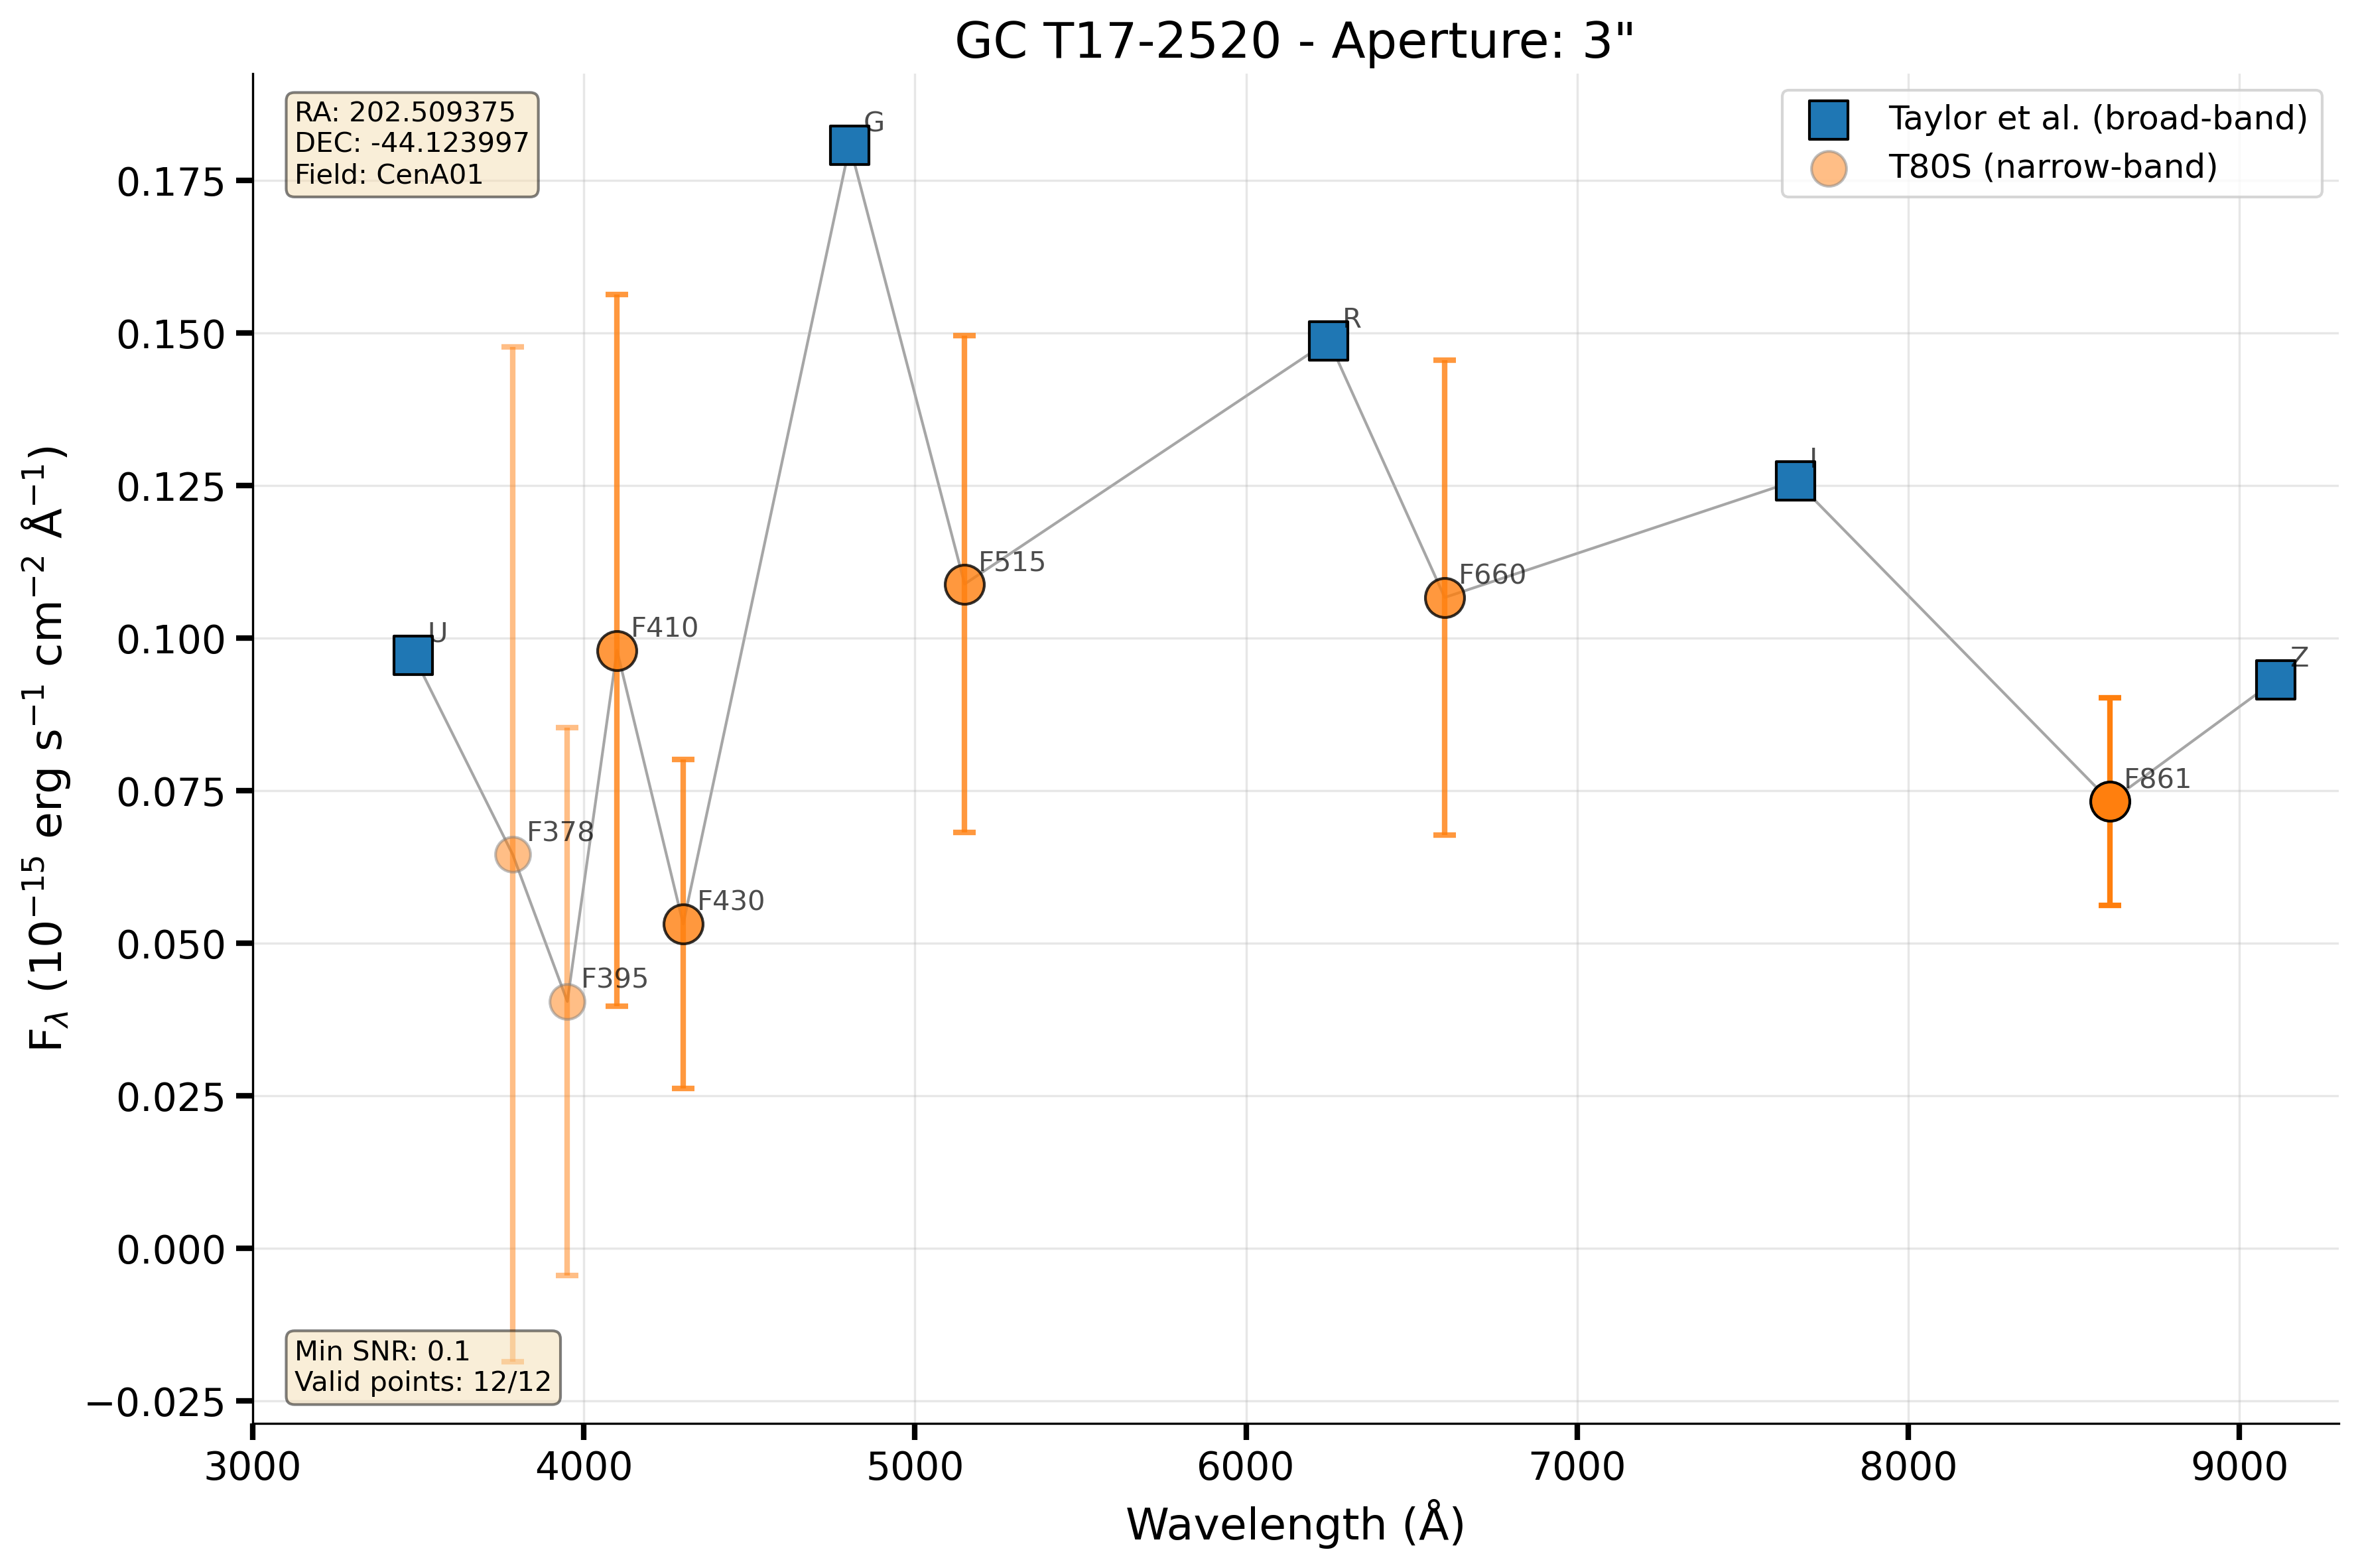 GC T17-2520 - Aperture: 3"
RA: 202.509375
DEC: -44.123997
Field: CenA01
Taylor et al. (broad-band)
T80S (narrow-band)
G
R
I
U
F410
F515
F660
Z
F378
F861
F430
F395
Min SNR: 0.1
Valid points: 12/12
0.175
0.150
0.125
0.100
0.075
0.050
0.025
0.000
−0.025
F_λ (10⁻¹⁵ erg s⁻¹ cm⁻² Å⁻¹)
3000 4000 5000 6000 7000 8000 9000
Wavelength (Å)